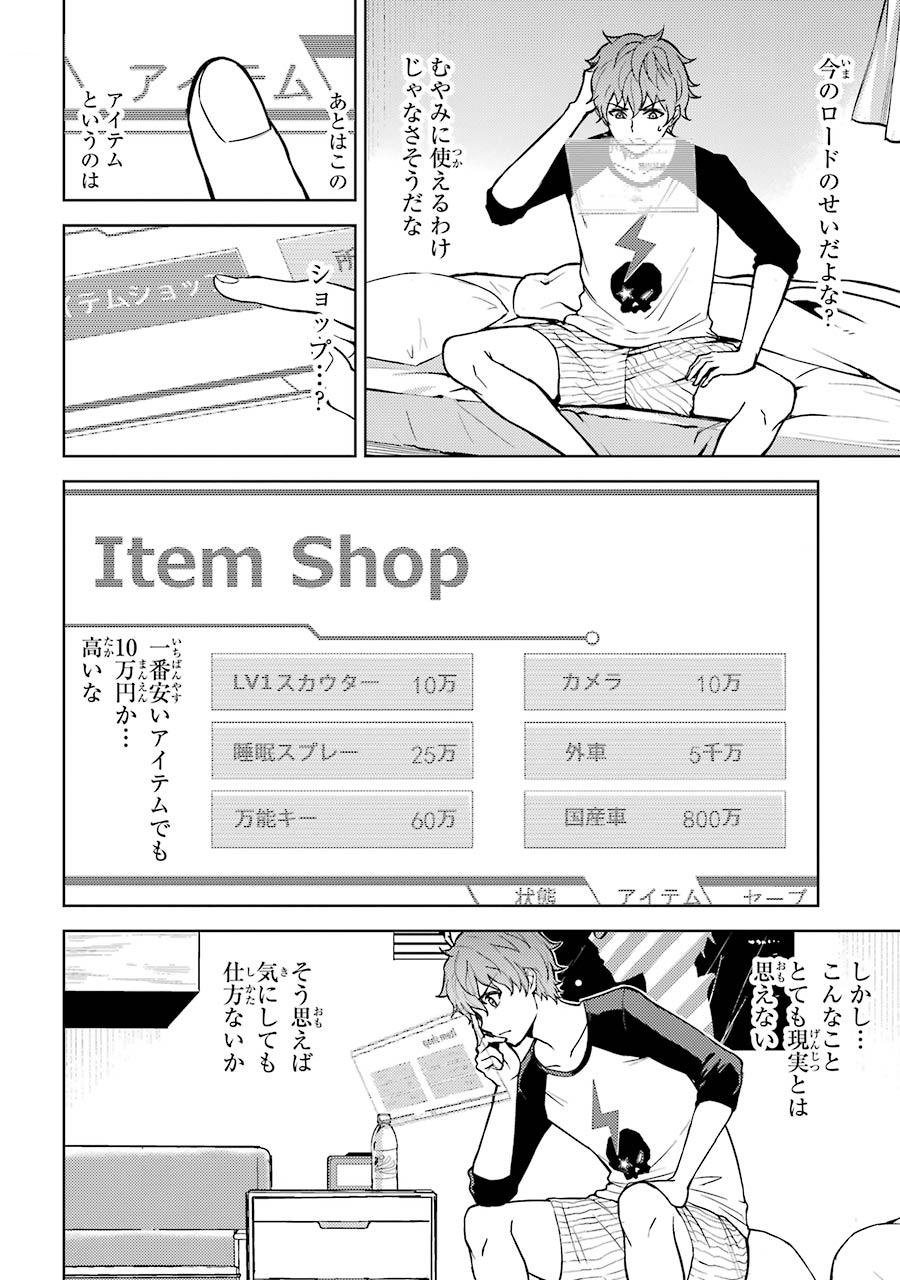 今のロードのせいだよな?
むやみに使えるわけ
じゃなさそうだな
あとはこの
アイテム
アイテム
というのは
イテムショップ
ショップ…?
Item Shop
LV1スカウター 10万
カメラ 10万
睡眠スプレー 25万
外車 5千万
万能キー 60万
国産車 800万
状態
アイテム
セーブ
一番安いアイテムでも
10万円か…
高いな
しかし…
こんなこと
とても現実とは
思えない
そう思えば
気にしても
仕方ないか
Item Shop